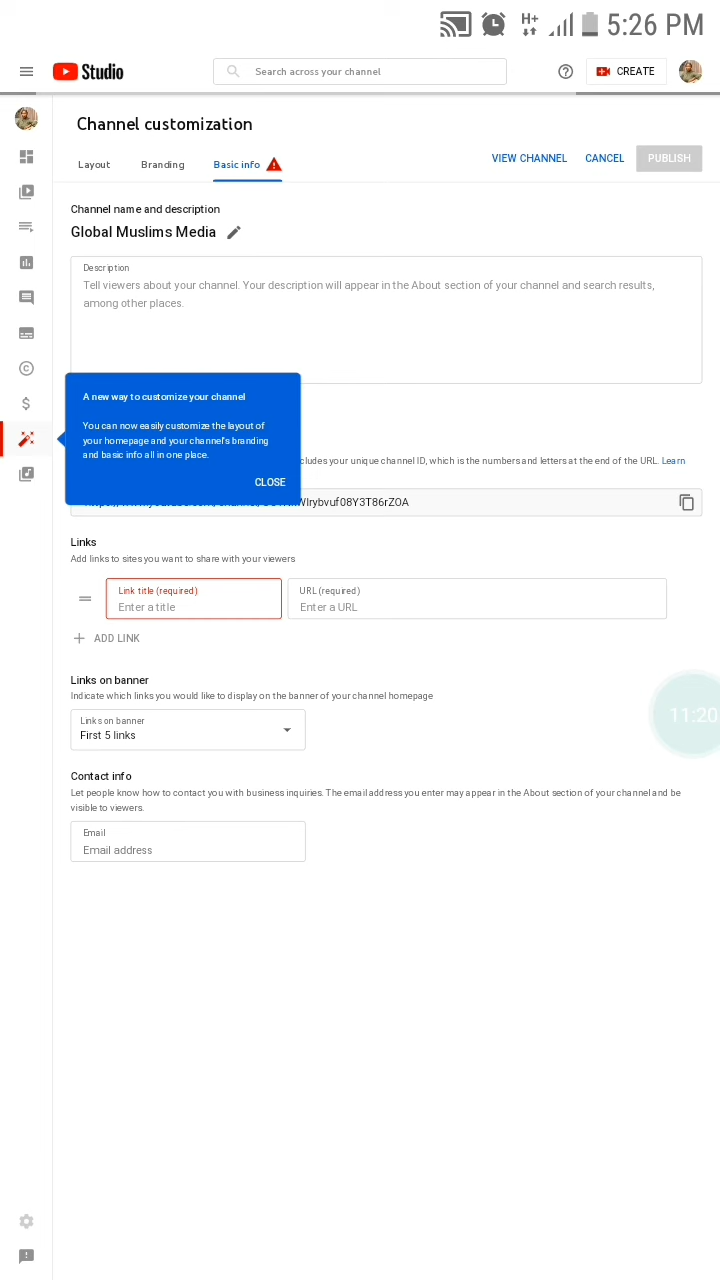 H+ 5:26 PM
Studio
Search across your channel
CREATE
Channel customization
Layout Branding Basic info
VIEW CHANNEL CANCEL PUBLISH
Channel name and description
Global Muslims Media
Description
Tell viewers about your channel. Your description will appear in the About section of your channel and search results,
among other places.
A new way to customize your channel
You can now easily customize the layout of
your homepage and your channel's branding
and basic info all in one place.
CLOSE
cludes your unique channel ID, which is the numbers and letters at the end of the URL. Learn
Wlrybvuf08Y3T86rZOA
Links
Add links to sites you want to share with your viewers
Link title (required)
Enter a title
URL (required)
Enter a URL
ADD LINK
Links on banner
Indicate which links you would like to display on the banner of your channel homepage
Links on banner
First 5 links
11:20
Contact info
Let people know how to contact you with business inquiries. The email address you enter may appear in the About section of your channel and be
visible to viewers.
Email
Email address